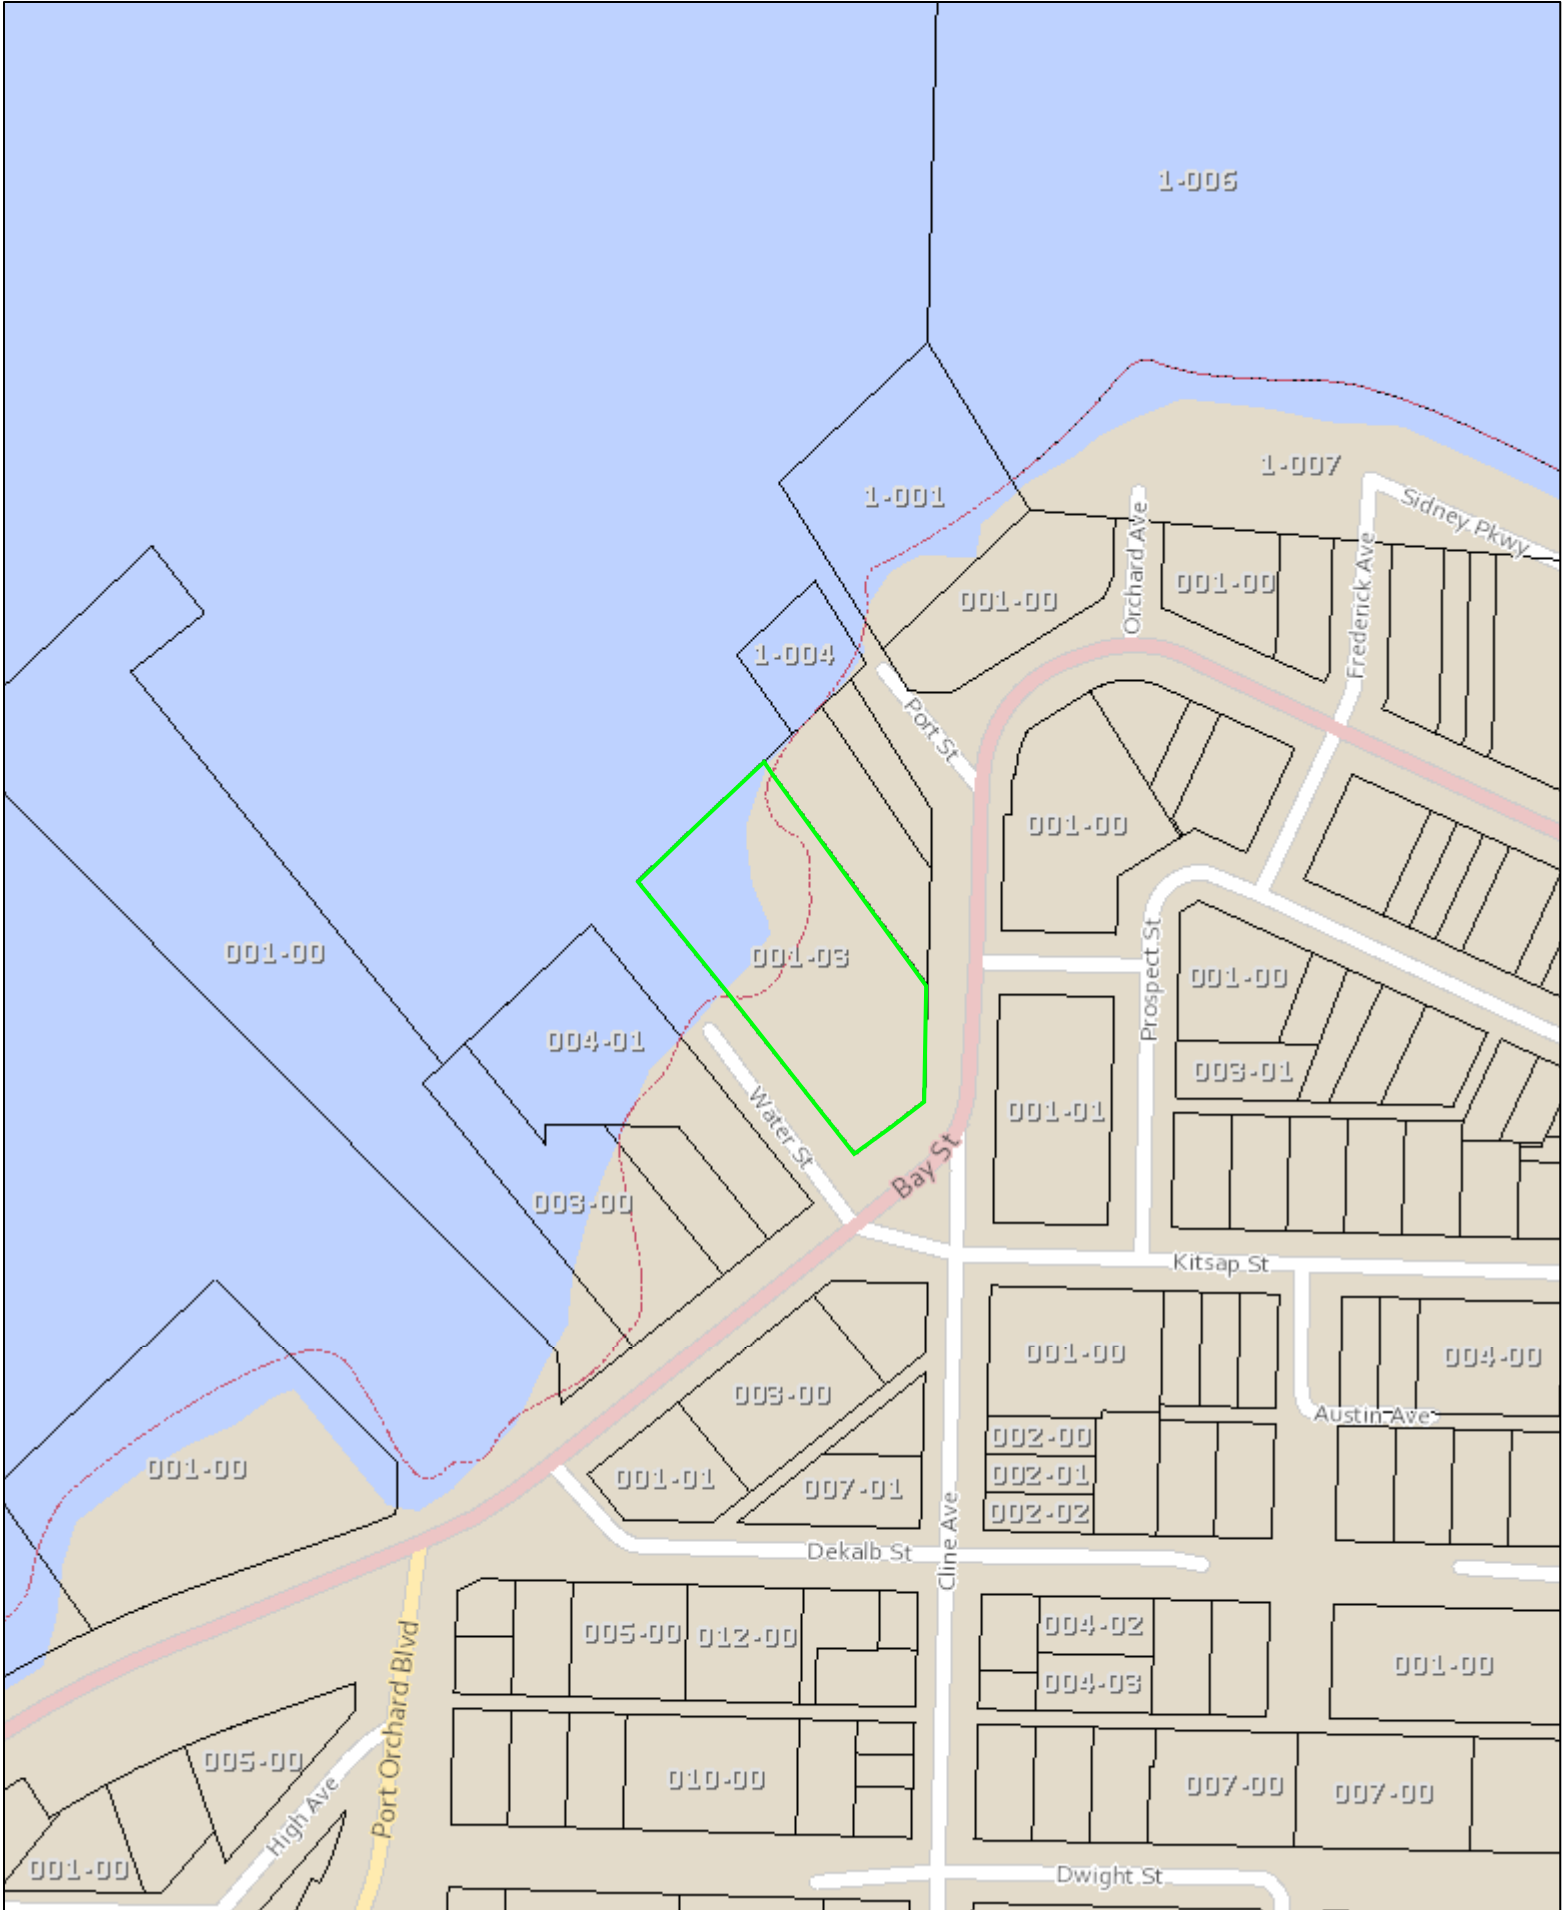 1-006
1-007
Sidney Pkwy
1-001
Orchard Ave
001-00
001-00
Frederick Ave
1-004
Port St
001-00
001-00
001-03
Prospect St
001-00
004-01
003-01
Water St
001-01
Bay St
003-00
Kitsap St
001-00
004-00
003-00
Austin Ave
002-00
001-00
001-01
002-01
007-01
002-02
Cline Ave
Dekalb St
005-00
012-00
004-02
001-00
004-03
Port Orchard Blvd
005-00
010-00
007-00
007-00
High Ave
001-00
Dwight St